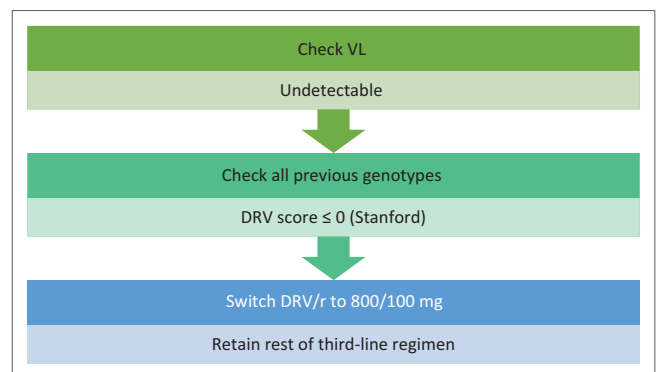 Check VL
Undetectable
Check all previous genotypes
DRV score ≤ 0 (Stanford)
Switch DRV/r to 800/100 mg
Retain rest of third-line regimen